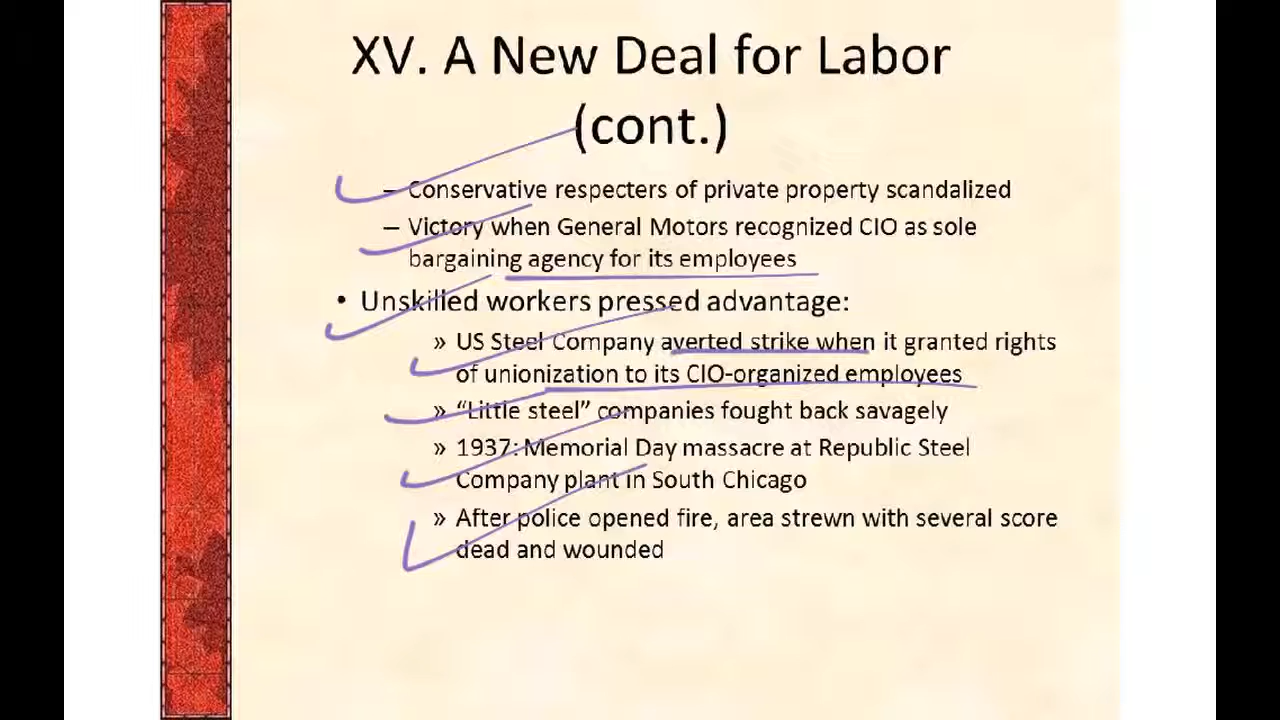 XV. A New Deal for Labor
(cont.)
– Conservative respecters of private property scandalized
– Victory when General Motors recognized CIO as sole
bargaining agency for its employees
• Unskilled workers pressed advantage:
» US Steel Company averted strike when it granted rights
of unionization to its CIO-organized employees
» “Little steel” companies fought back savagely
» 1937: Memorial Day massacre at Republic Steel
Company plant in South Chicago
» After police opened fire, area strewn with several score
dead and wounded